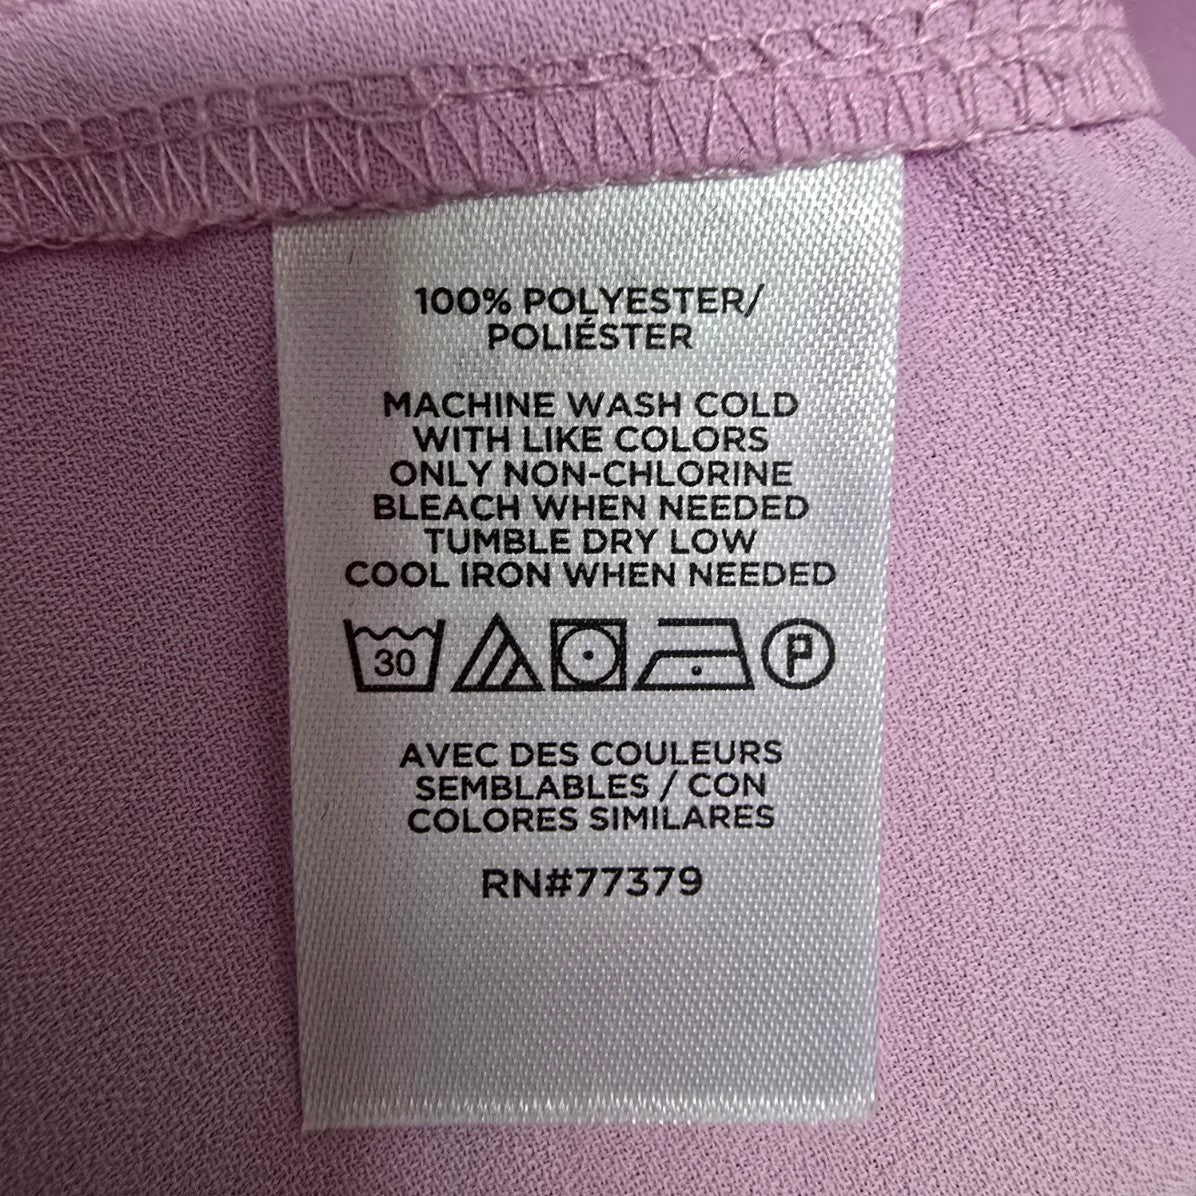 100% POLYESTER/
POLIÉSTER
MACHINE WASH COLD
WITH LIKE COLORS
ONLY NON-CHLORINE
BLEACH WHEN NEEDED
TUMBLE DRY LOW
COOL IRON WHEN NEEDED
30 P
AVEC DES COULEURS
SEMBLABLES / CON
COLORES SIMILARES
RN#77379